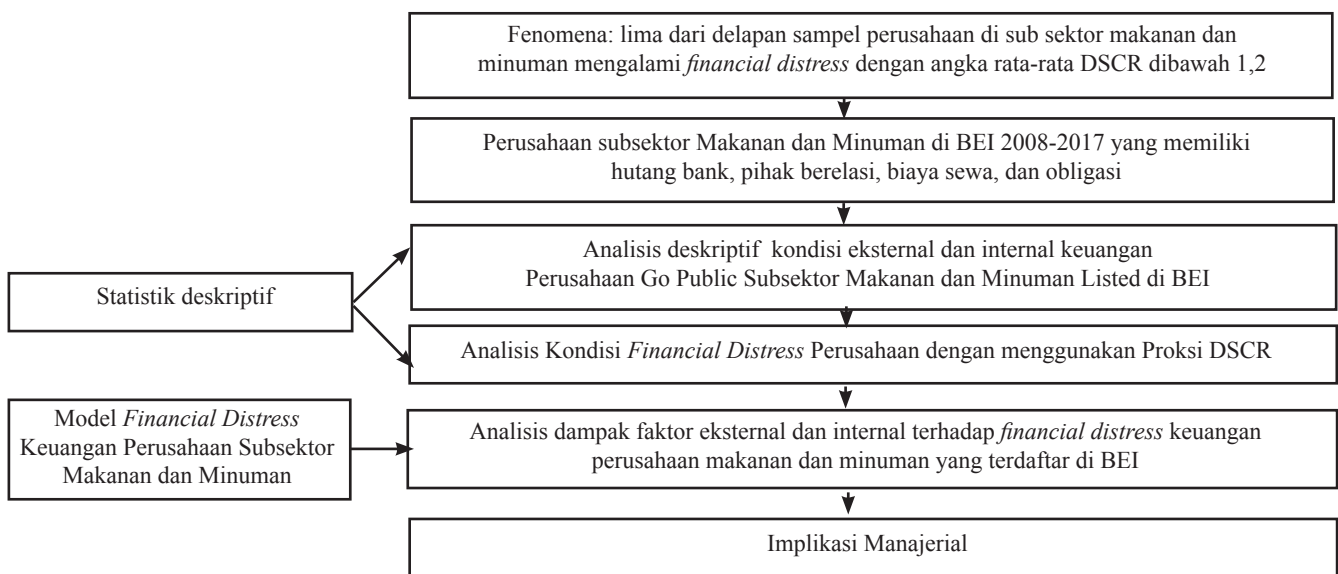 Fenomena: lima dari delapan sampel perusahaan di sub sektor makanan dan
minuman mengalami financial distress dengan angka rata-rata DSCR dibawah 1,2
Perusahaan subsektor Makanan dan Minuman di BEI 2008-2017 yang memiliki
hutang bank, pihak berelasi, biaya sewa, dan obligasi
Statistik deskriptif
Analisis deskriptif kondisi eksternal dan internal keuangan
Perusahaan Go Public Subsektor Makanan dan Minuman Listed di BEI
Analisis Kondisi Financial Distress Perusahaan dengan menggunakan Proksi DSCR
Model Financial Distress
Keuangan Perusahaan Subsektor
Makanan dan Minuman
Analisis dampak faktor eksternal dan internal terhadap financial distress keuangan
perusahaan makanan dan minuman yang terdaftar di BEI
Implikasi Manajerial